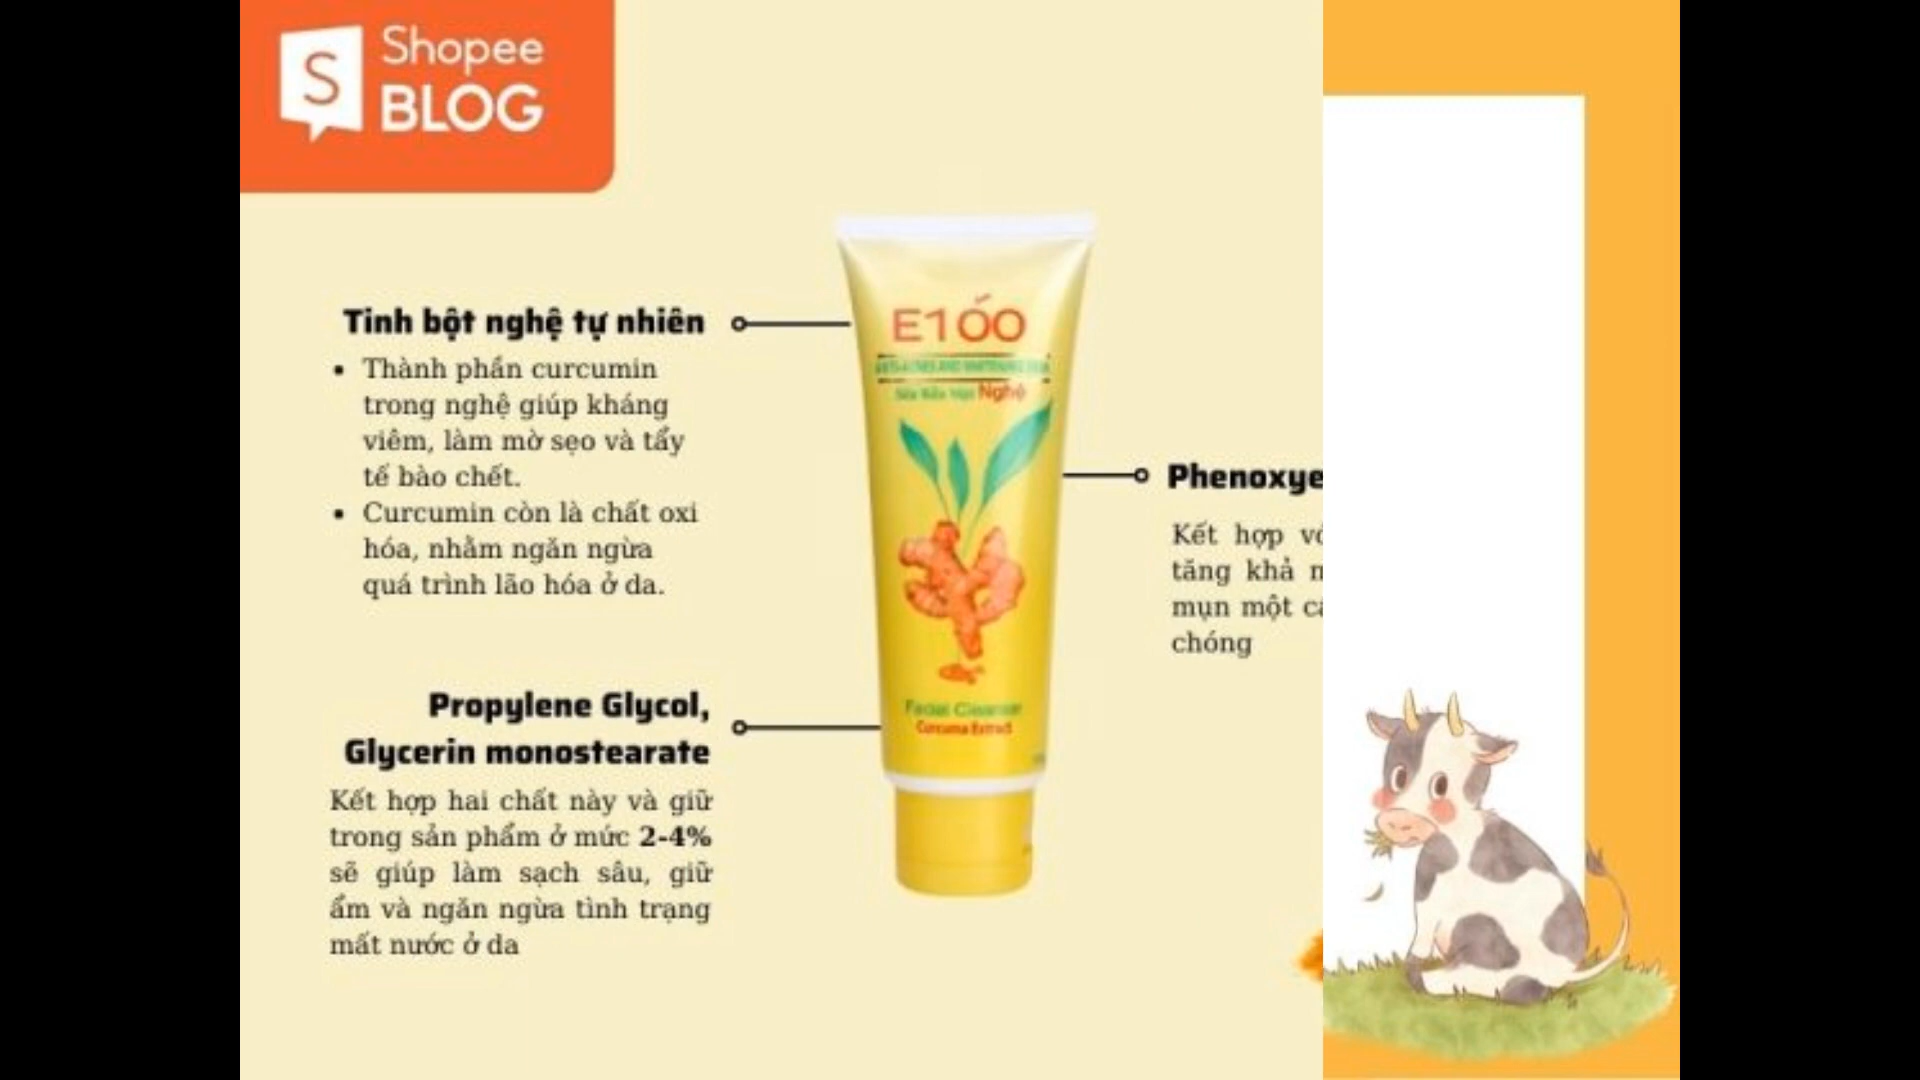 Shopee
BLOG
Tinh bột nghệ tự nhiên
Thành phần curcumin
trong nghệ giúp kháng
viêm, làm mờ sẹo và tẩy
tế bào chết.
Curcumin còn là chất oxi
hóa, nhằm ngăn ngừa
quá trình lão hóa ở da.
Propylene Glycol,
Glycerin monostearate
Kết hợp hai chất này và giữ
trong sản phẩm ở mức 2-4%
sẽ giúp làm sạch sâu, giữ
ẩm và ngăn ngừa tình trạng
mất nước ở da
E100
Nghệ
Facial Cleanser
Curcuma Extract
Phenoxye
Kết hợp vớ
tăng khả n
mụn một cá
chóng